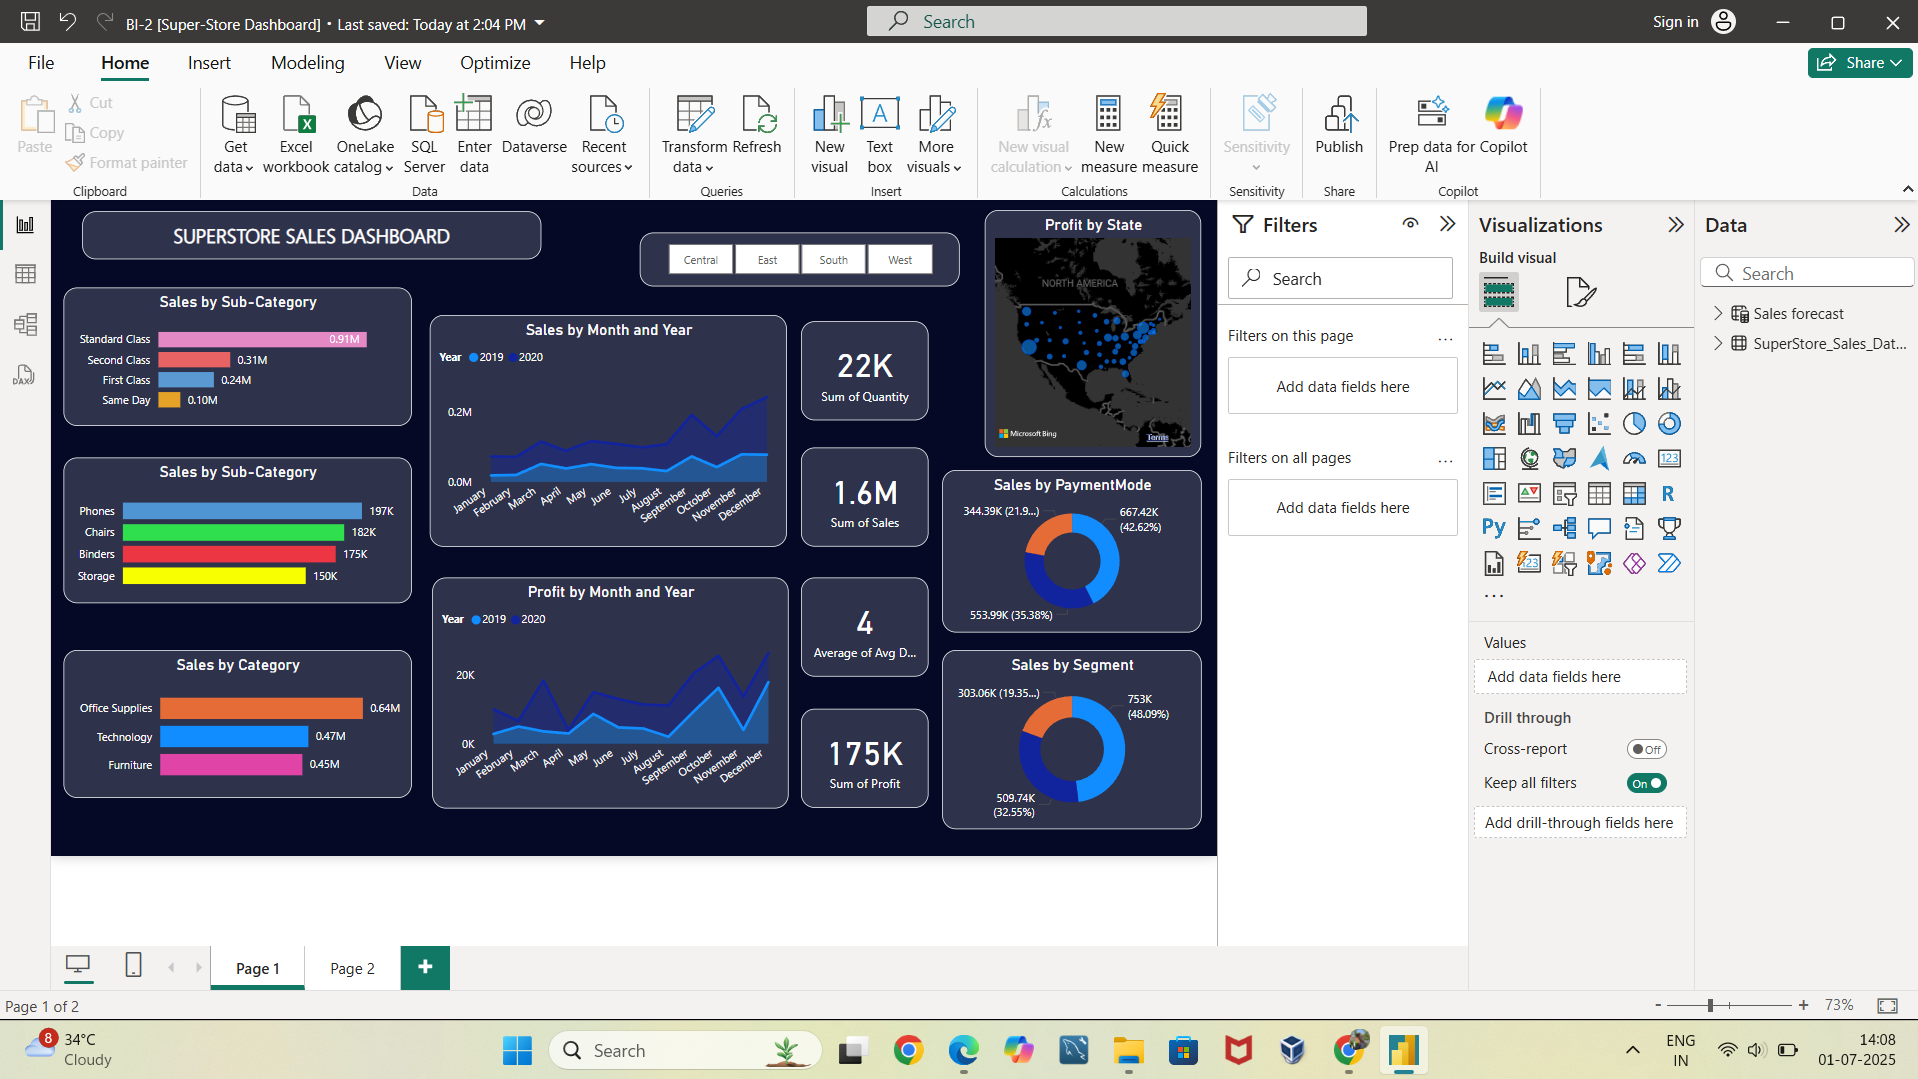 BI-2 [Super-Store Dashboard] • Last saved: Today at 2:04 PM
Search
Sign in
File
Home
Insert
Modeling
View
Optimize
Help
Share
Paste
Cut
Copy
Format painter
Clipboard
Get data
Excel workbook
OneLake catalog
SQL Server
Enter data
Dataverse
Recent sources
Data
Transform data
Refresh
Queries
New visual
Text box
More visuals
Insert
New visual calculation
New measure
Quick measure
Calculations
Sensitivity
Sensitivity
Publish
Share
Prep data for AI
Copilot
Copilot
SUPERSTORE SALES DASHBOARD
Central
East
South
West
Sales by Sub-Category
Standard Class 0.91M
Second Class 0.31M
First Class 0.24M
Same Day 0.10M
Sales by Sub-Category
Phones 197K
Chairs 182K
Binders 175K
Storage 150K
Sales by Category
Office Supplies 0.64M
Technology 0.47M
Furniture 0.45M
Sales by Month and Year
Year 2019 2020
0.2M
0.0M
January
February
March
April
May
June
July
August
September
October
November
December
Profit by Month and Year
Year 2019 2020
20K
0K
January
February
March
April
May
June
July
August
September
October
November
December
22K
Sum of Quantity
1.6M
Sum of Sales
4
Average of Avg D...
175K
Sum of Profit
Profit by State
NORTH AMERICA
Microsoft Bing
Terms
Sales by PaymentMode
344.39K (21.9...)
667.42K
(42.62%)
553.99K (35.38%)
Sales by Segment
303.06K (19.35...)
753K
(48.09%)
509.74K
(32.55%)
Filters
Search
Filters on this page
...
Add data fields here
Filters on all pages
...
Add data fields here
Visualizations
Build visual
123
R
Py
123
...
Values
Add data fields here
Drill through
Cross-report
Off
Keep all filters
On
Add drill-through fields here
Data
Search
Sales forecast
SuperStore_Sales_Dat...
Page 1
Page 2
+
Page 1 of 2
- + 73%
8
34°C
Cloudy
Search
ENG
IN
14:08
01-07-2025